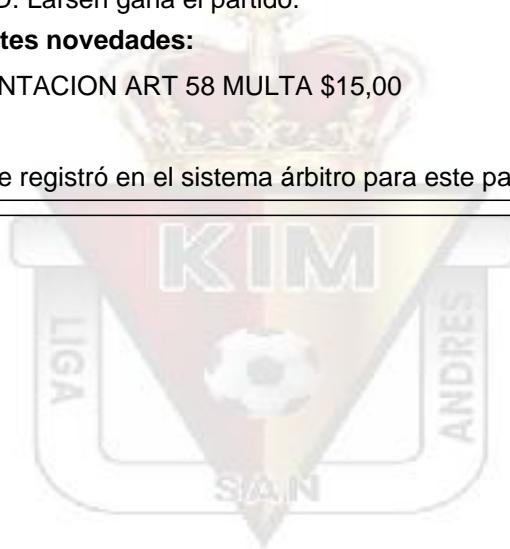 D. Larsen gana el partido.
tes novedades:
NTACION ART 58 MULTA $15,00
e registró en el sistema árbitro para este pa
KIM
LIGA
ANDRES
SAN